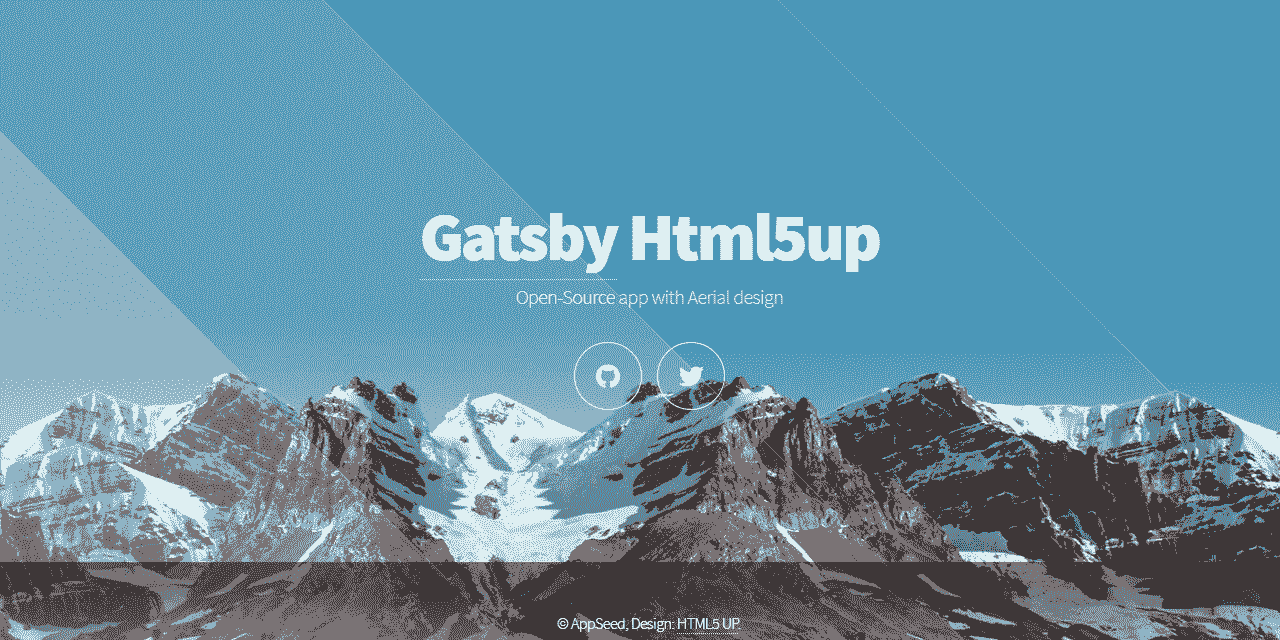 Gatsby Html5up
Open-Source app with Aerial design
© AppSeed, Design: HTML5 UP.